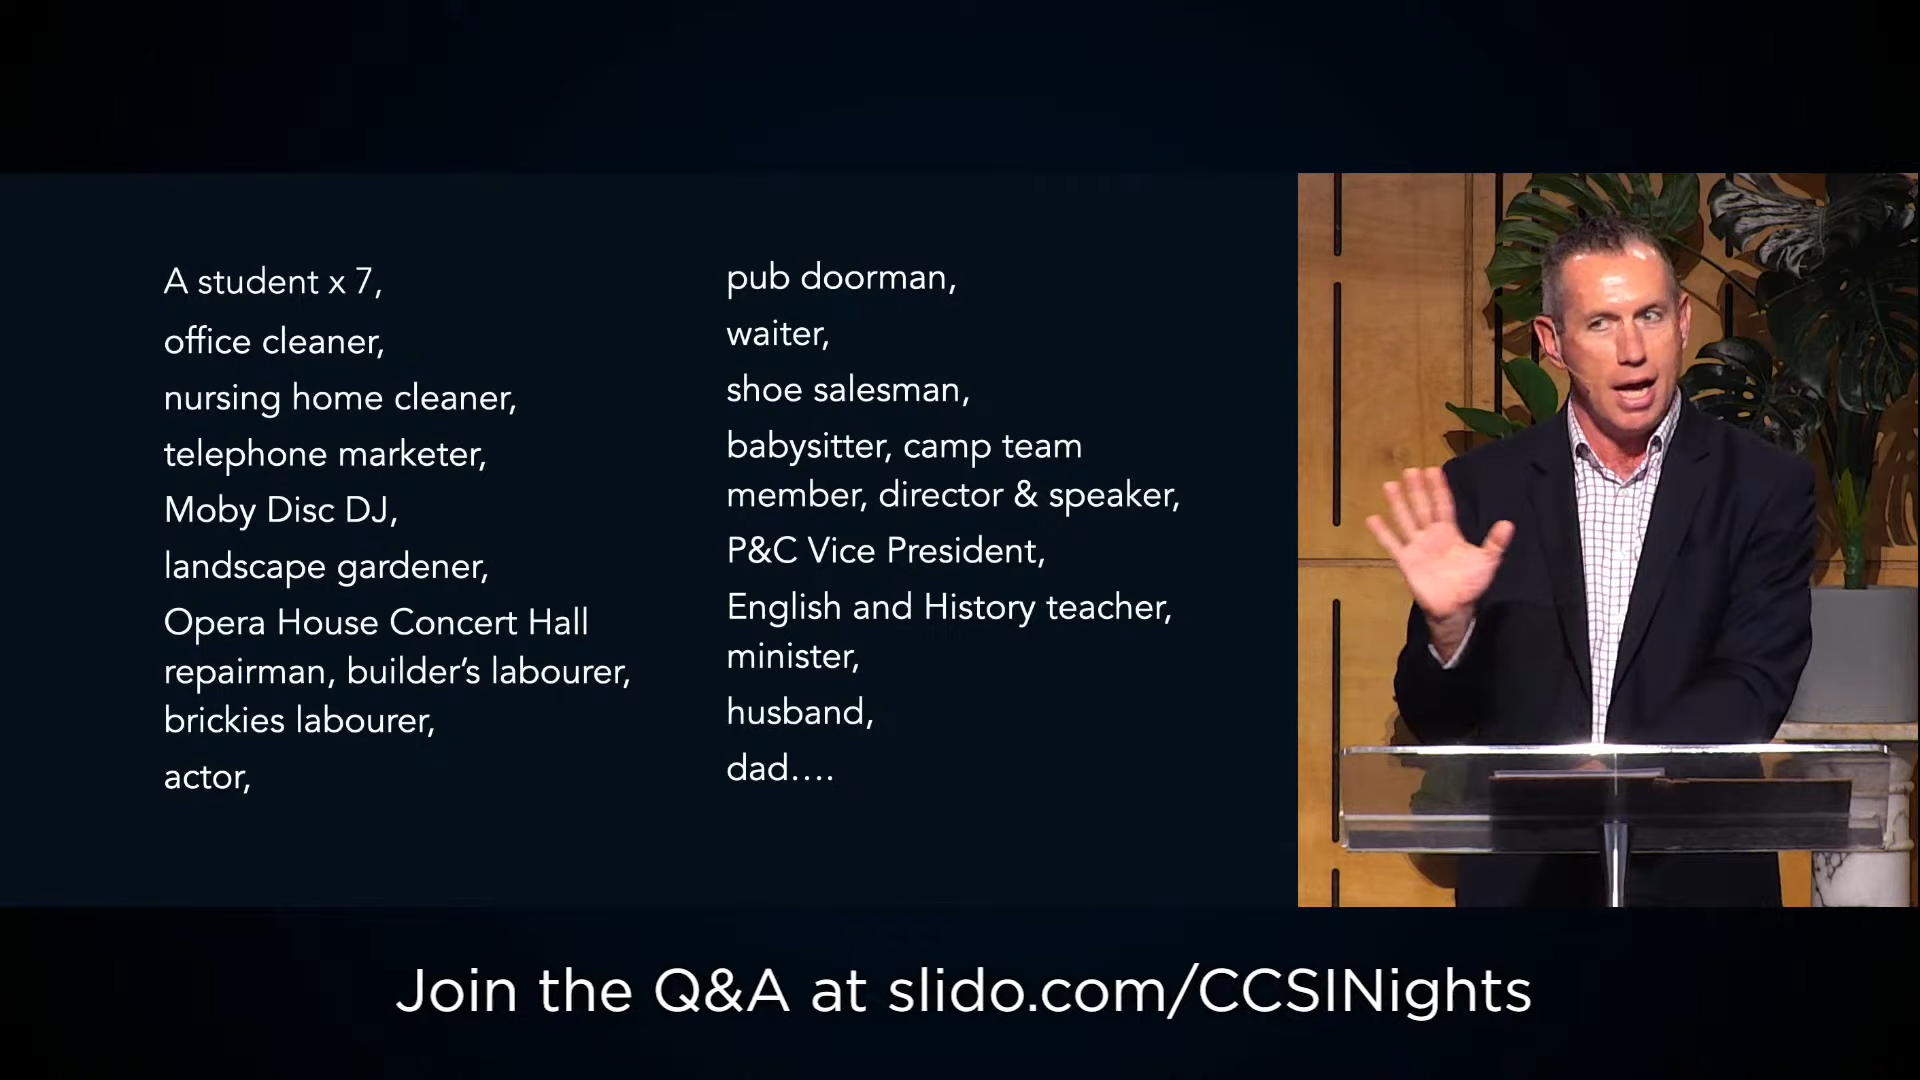 A student x 7,
office cleaner,
nursing home cleaner,
telephone marketer,
Moby Disc DJ,
landscape gardener,
Opera House Concert Hall
repairman, builder’s labourer,
brickies labourer,
actor,
pub doorman,
waiter,
shoe salesman,
babysitter, camp team
member, director & speaker,
P&C Vice President,
English and History teacher,
minister,
husband,
dad....
Join the Q&A at slido.com/CCSINights